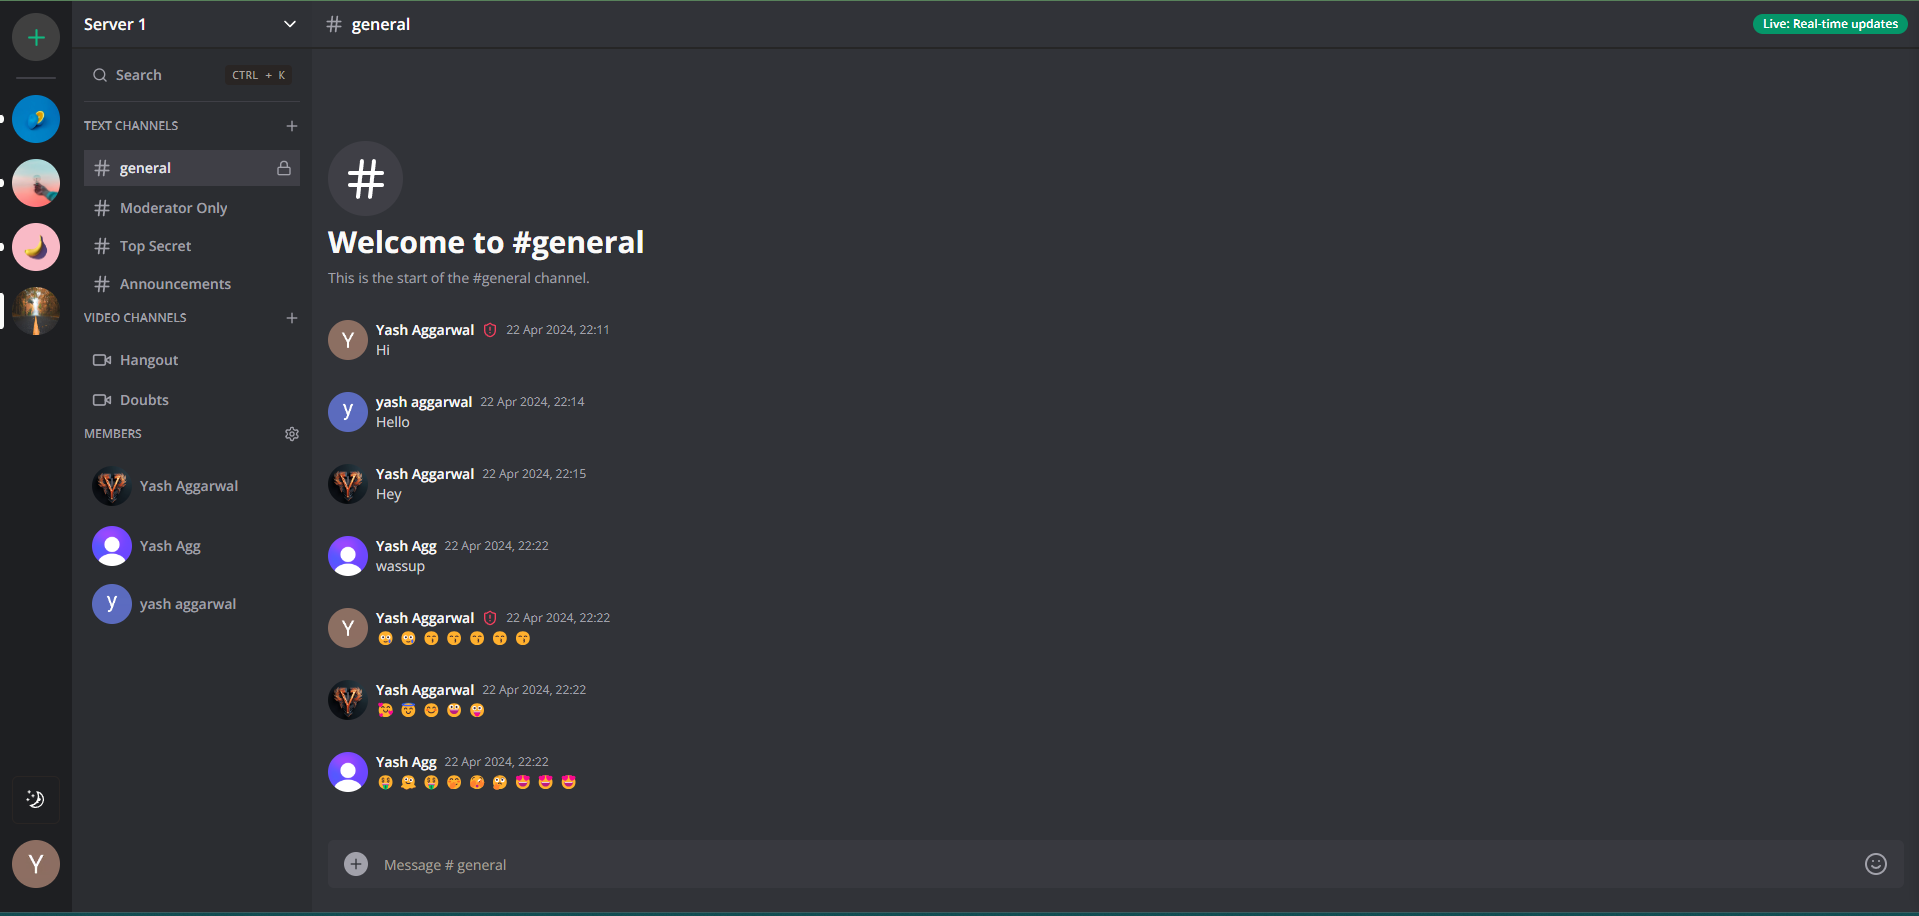 Server 1
Search CTRL + K
TEXT CHANNELS
general
Moderator Only
Top Secret
Announcements
VIDEO CHANNELS
Hangout
Doubts
MEMBERS
Yash Aggarwal
Yash Agg
y yash aggarwal
Y
# general
Live: Real-time updates
#
Welcome to #general
This is the start of the #general channel.
Y
Yash Aggarwal 22 Apr 2024, 22:11
Hi
y
yash aggarwal 22 Apr 2024, 22:14
Hello
Yash Aggarwal 22 Apr 2024, 22:15
Hey
Yash Agg 22 Apr 2024, 22:22
wassup
Y
Yash Aggarwal 22 Apr 2024, 22:22
Yash Aggarwal 22 Apr 2024, 22:22
Yash Agg 22 Apr 2024, 22:22
Message # general